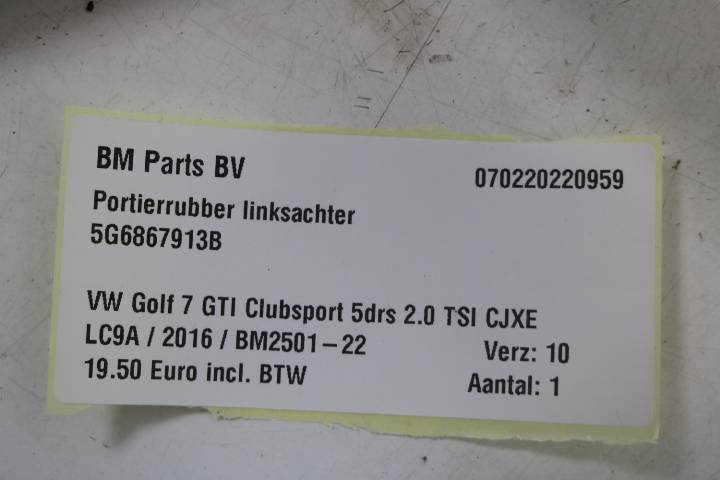 BM Parts BV 070220220959
Portierrubber linksachter
5G6867913B
VW Golf 7 GTI Clubsport 5drs 2.0 TSI CJXE
LC9A / 2016 / BM2501-22 Verz: 10
19.50 Euro incl. BTW Aantal: 1